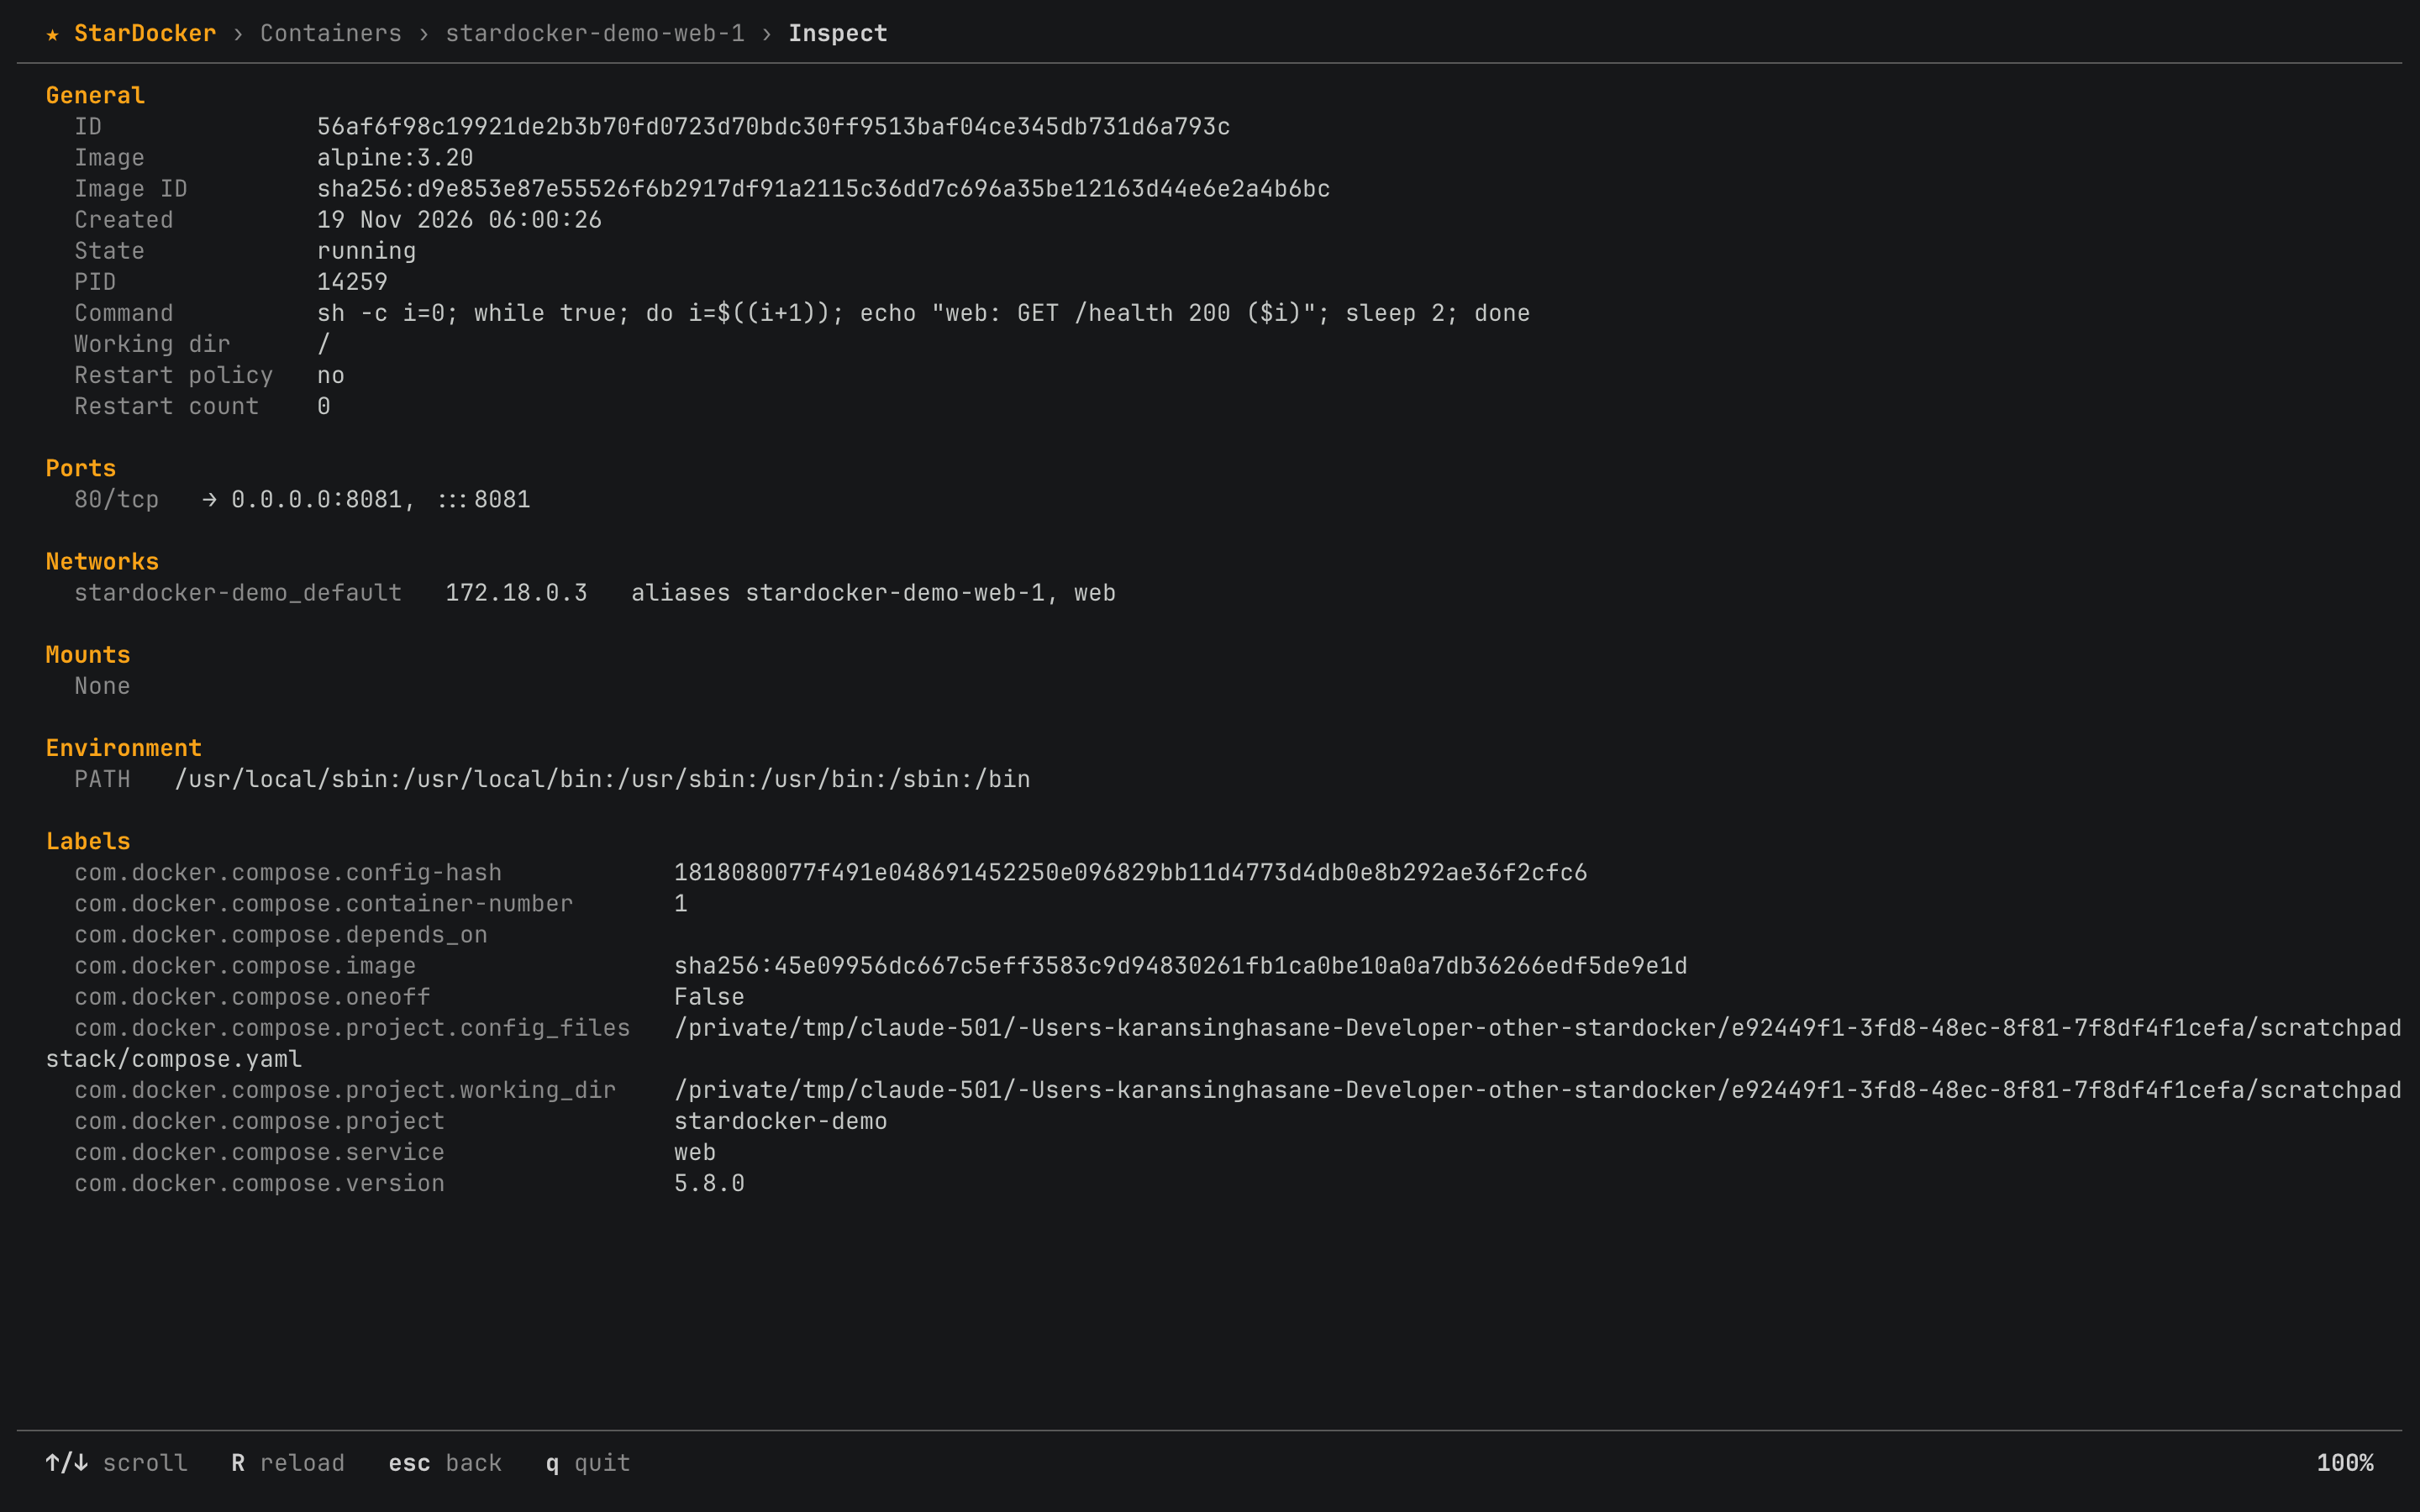 ★ StarDocker › Containers › stardocker-demo-web-1 › Inspect
General
ID 56af6f98c19921de2b3b70fd0723d70bdc30ff9513baf04ce345db731d6a793c
Image alpine:3.20
Image ID sha256:d9e853e87e55526f6b2917df91a2115c36dd7c696a35be12163d44e6e2a4b6bc
Created 19 Nov 2026 06:00:26
State running
PID 14259
Command sh -c i=0; while true; do i=$((i+1)); echo "web: GET /health 200 ($i)"; sleep 2; done
Working dir /
Restart policy no
Restart count 0
Ports
80/tcp → 0.0.0.0:8081, :::8081
Networks
stardocker-demo_default 172.18.0.3 aliases stardocker-demo-web-1, web
Mounts
None
Environment
PATH /usr/local/sbin:/usr/local/bin:/usr/sbin:/usr/bin:/sbin:/bin
Labels
com.docker.compose.config-hash 1818080077f491e048691452250e096829bb11d4773d4db0e8b292ae36f2cfc6
com.docker.compose.container-number 1
com.docker.compose.depends_on
com.docker.compose.image sha256:45e09956dc667c5eff3583c9d94830261fb1ca0be10a0a7db36266edf5de9e1d
com.docker.compose.oneoff False
com.docker.compose.project.config_files /private/tmp/claude-501/-Users-karansinghasane-Developer-other-stardocker/e92449f1-3fd8-48ec-8f81-7f8df4f1cefa/scratchpad
stack/compose.yaml
com.docker.compose.project.working_dir /private/tmp/claude-501/-Users-karansinghasane-Developer-other-stardocker/e92449f1-3fd8-48ec-8f81-7f8df4f1cefa/scratchpad
com.docker.compose.project stardocker-demo
com.docker.compose.service web
com.docker.compose.version 5.8.0
↑/↓ scroll R reload esc back q quit 100%